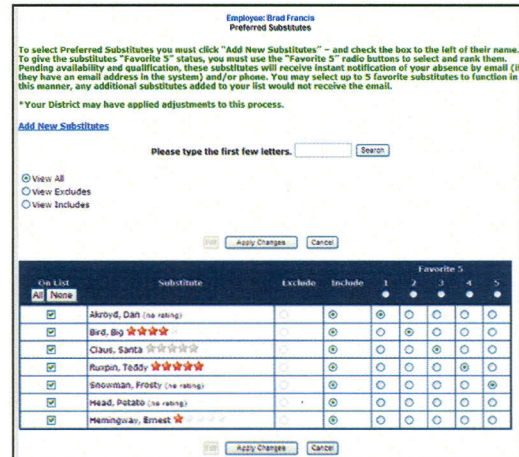 Employee: Brad Francis
Preferred Substitutes
To select Preferred Substitutes you must click "Add New Substitutes" – and check the box to the left of their name.
To give the substitutes "Favorite 5" status, you must use the "Favorite 5" radio buttons to select and rank them.
Pending availability and qualification, these substitutes will receive instant notification of your absence by email (if
they have an email address in the system) and/or phone. You may select up to 5 favorite substitutes to function in
this manner, any additional substitutes added to your list would not receive the email.
*Your District may have applied adjustments to this process.
Add New Substitutes
Please type the first few letters. Search
View All
View Excludes
View Includes
Edit Apply Changes Cancel
Favorite 5
On List Substitute Exclude Include 1 2 3 4 5
All None
Akroyd, Dan (no rating)
Bird, Big
Claus, Santa
Ruxpin, Teddy
Snowman, Frosty (no rating)
Head, Potato (no rating)
Hemingway, Ernest
Edit Apply Changes Cancel